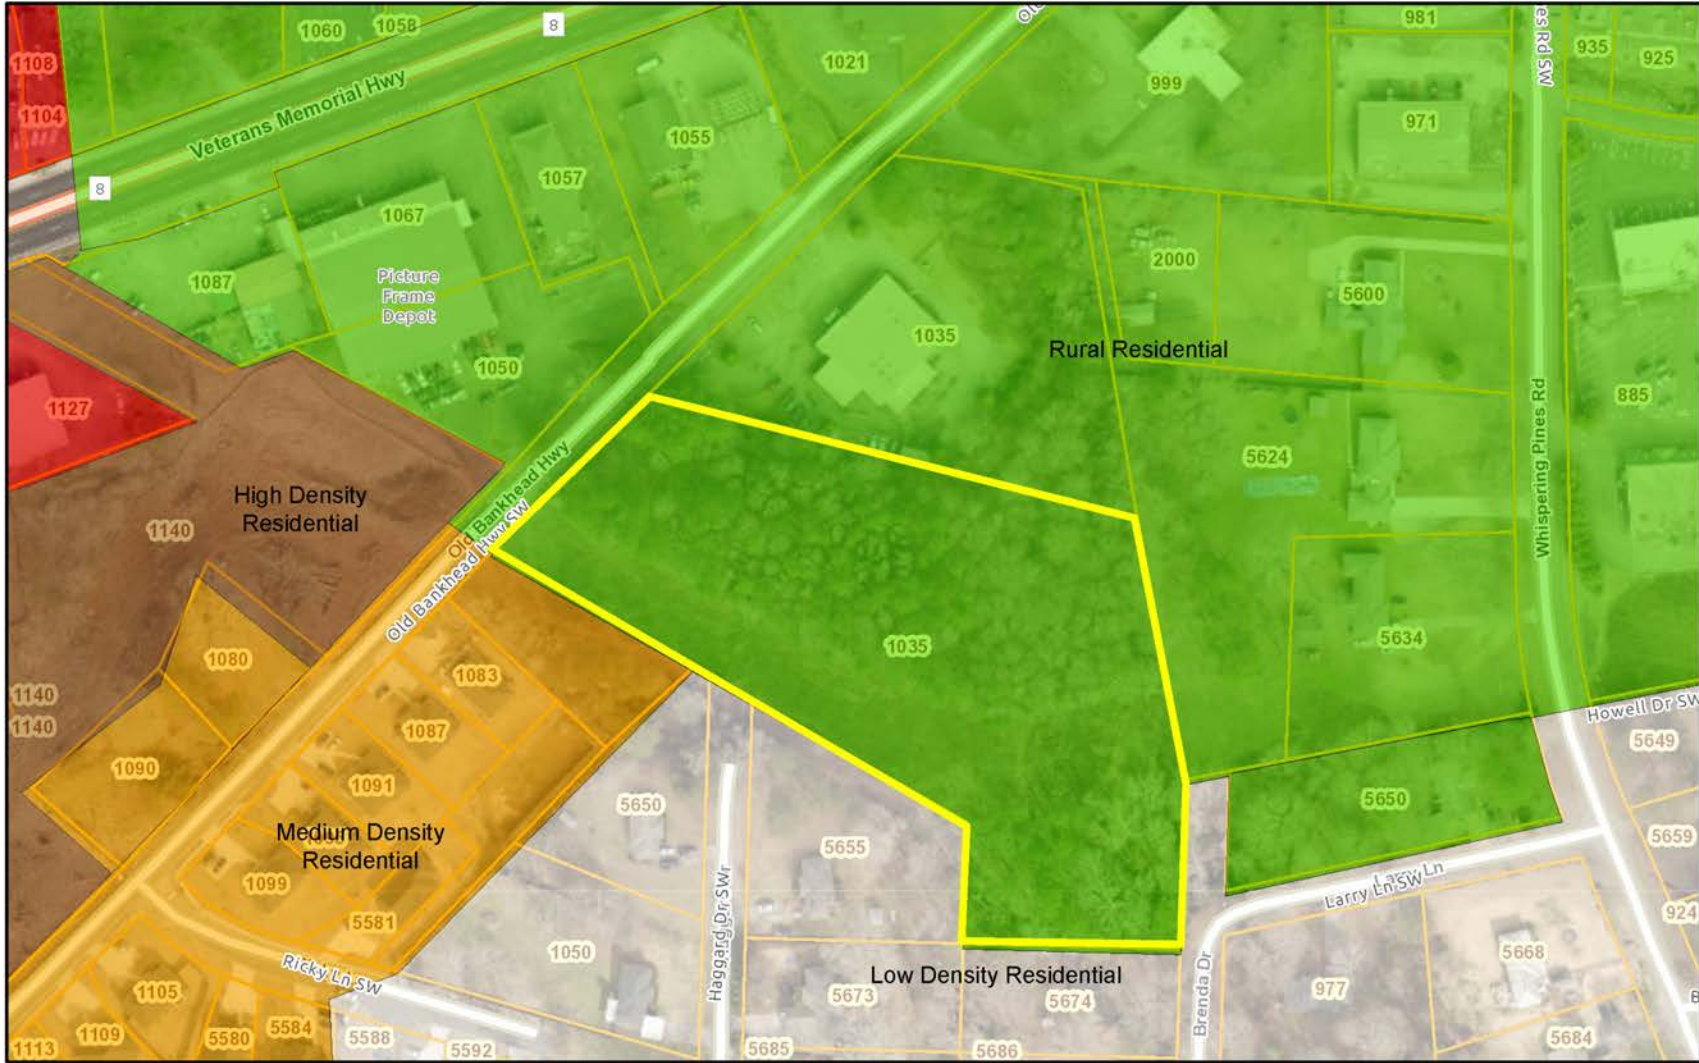 1060
1058
8
981
935
925
1108
1104
1021
999
971
Veterans Memorial Hwy
1055
1057
8
1067
1087
Picture
Frame
Depot
2000
5600
1035
Rural Residential
1050
885
1127
Whispering Pines Rd
5624
High Density
Residential
1140
Old Bankhead Hwy
Old Bankhead Hwy SW
1035
5634
1080
1083
1140
1140
1087
Howell Dr SW
5649
1090
1091
5650
5650
5659
Medium Density
Residential
5655
1099
Larry Ln
Larry Ln SW
5581
924
1050
Haggard Dr SW
5668
Ricky Ln SW
Low Density Residential
1105
5673
5674
977
Brenda Dr
1109
5580
5584
5588
5684
1113
5592
5685
5686